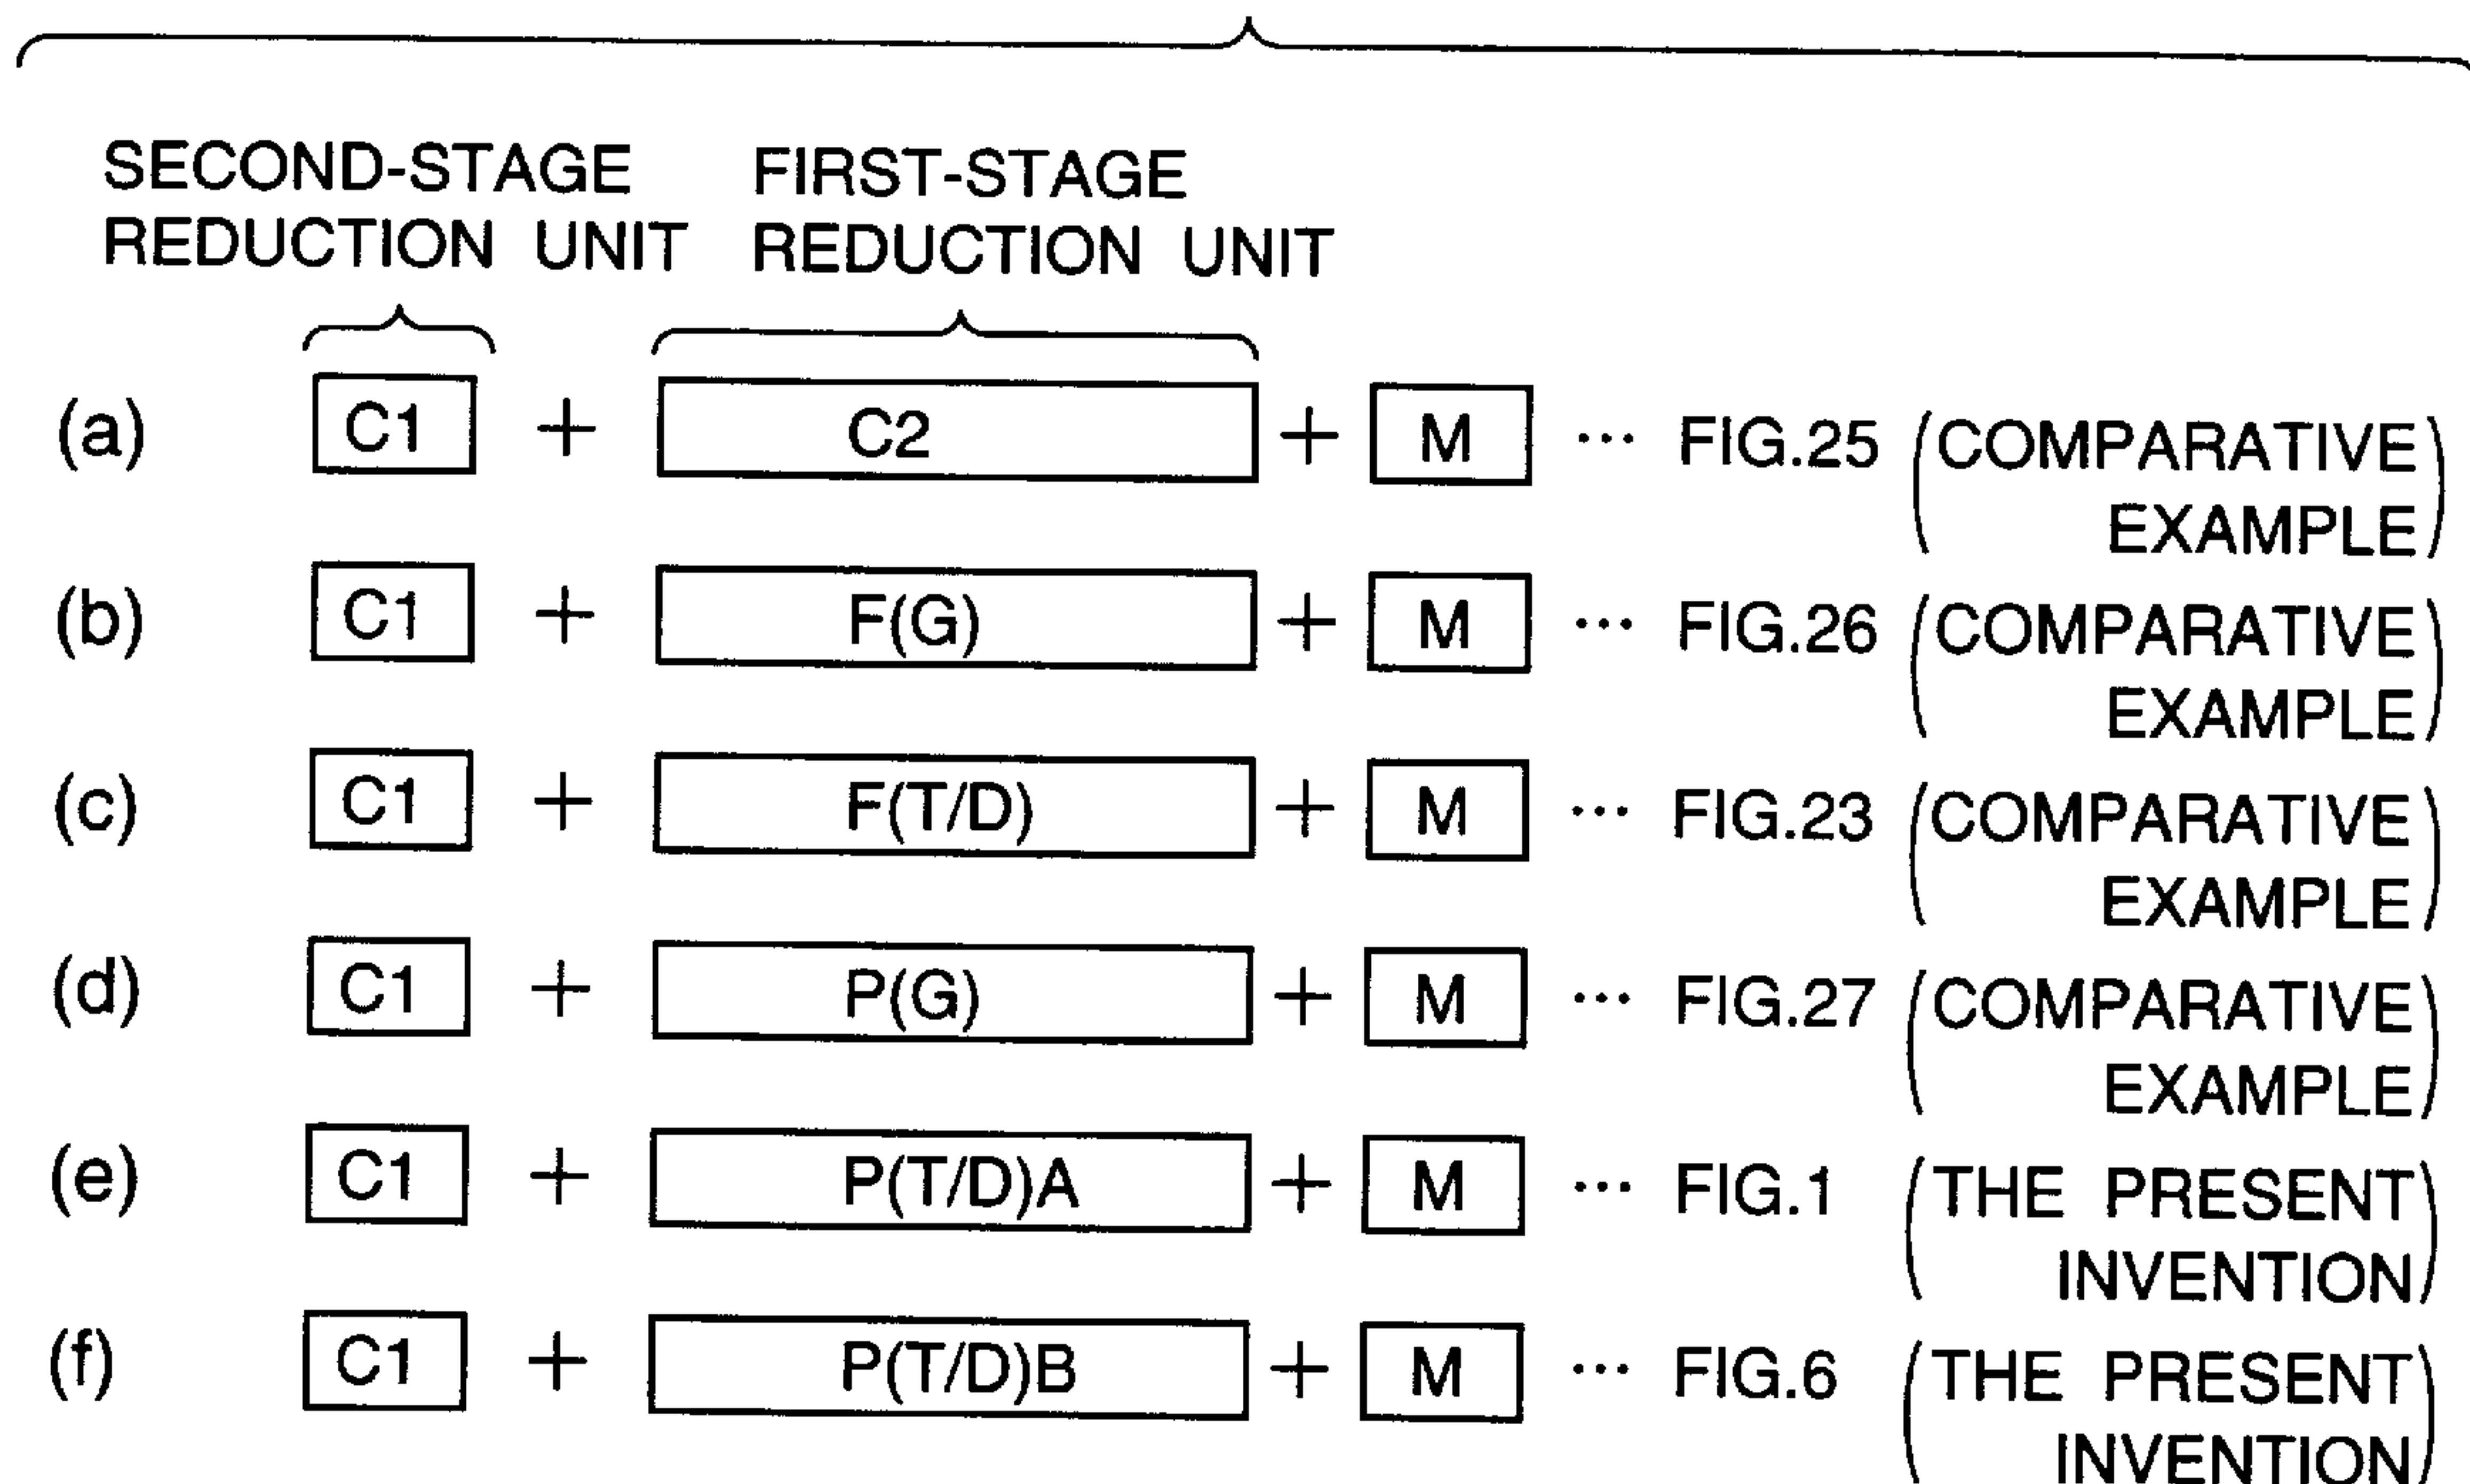 SECOND-STAGE FIRST-STAGE
REDUCTION UNIT REDUCTION UNIT
(a) C1 + C2 + M ··· FIG.25 (COMPARATIVE
EXAMPLE)
(b) C1 + F(G) + M ··· FIG.26 (COMPARATIVE
EXAMPLE)
(c) C1 + F(T/D) + M ··· FIG.23 (COMPARATIVE
EXAMPLE)
(d) C1 + P(G) + M ··· FIG.27 (COMPARATIVE
EXAMPLE)
(e) C1 + P(T/D)A + M ··· FIG.1 (THE PRESENT
INVENTION)
(f) C1 + P(T/D)B + M ··· FIG.6 (THE PRESENT
INVENTION)